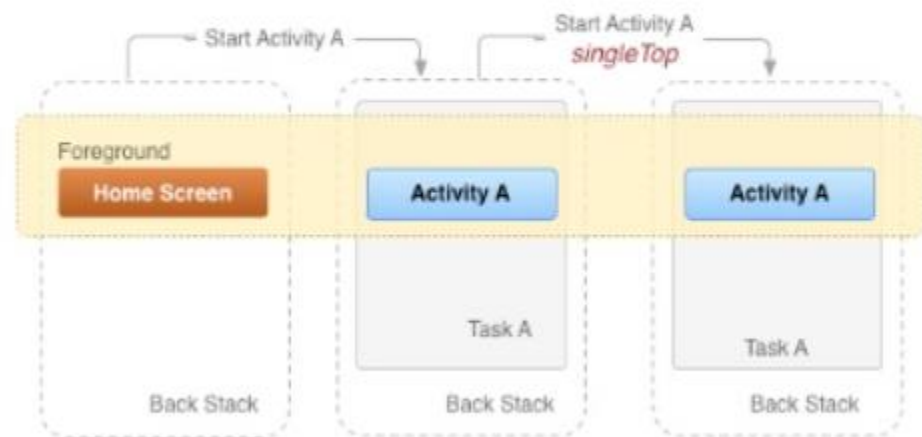 Start Activity A
Start Activity A
singleTop
Foreground
Home Screen
Activity A
Activity A
Task A
Task A
Back Stack
Back Stack
Back Stack